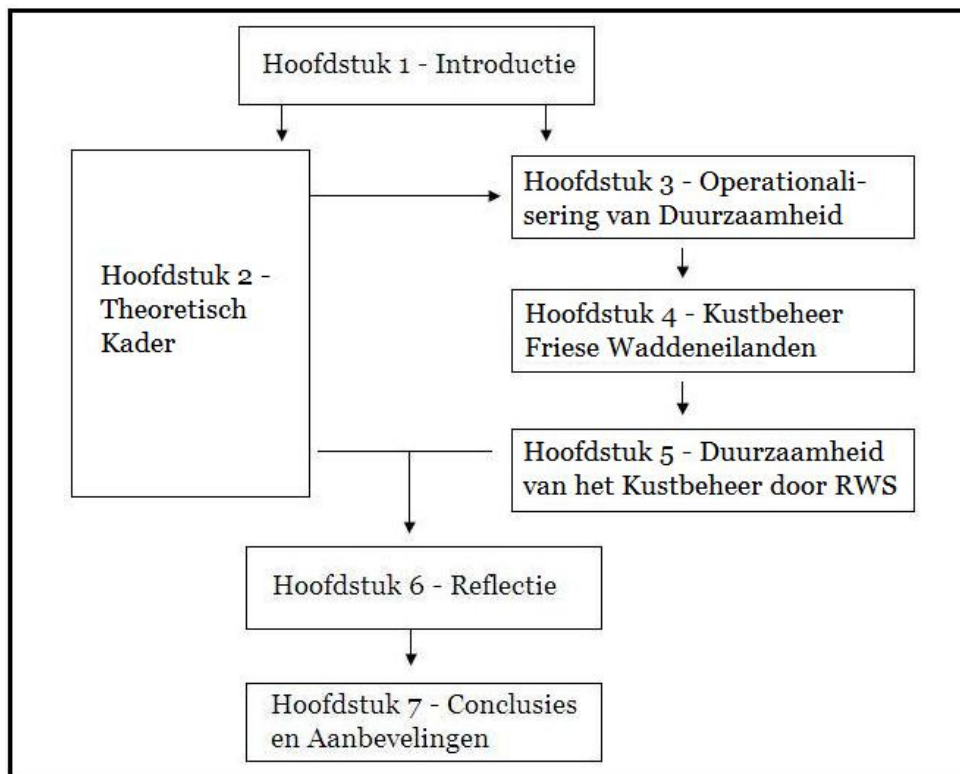 Hoofdstuk 1 - Introductie
Hoofdstuk 2 -
Theoretisch
Kader
Hoofdstuk 3 - Operationali-
sering van Duurzaamheid
Hoofdstuk 4 - Kustbeheer
Friese Waddeneilanden
Hoofdstuk 5 - Duurzaamheid
van het Kustbeheer door RWS
Hoofdstuk 6 - Reflectie
Hoofdstuk 7 - Conclusies
en Aanbevelingen